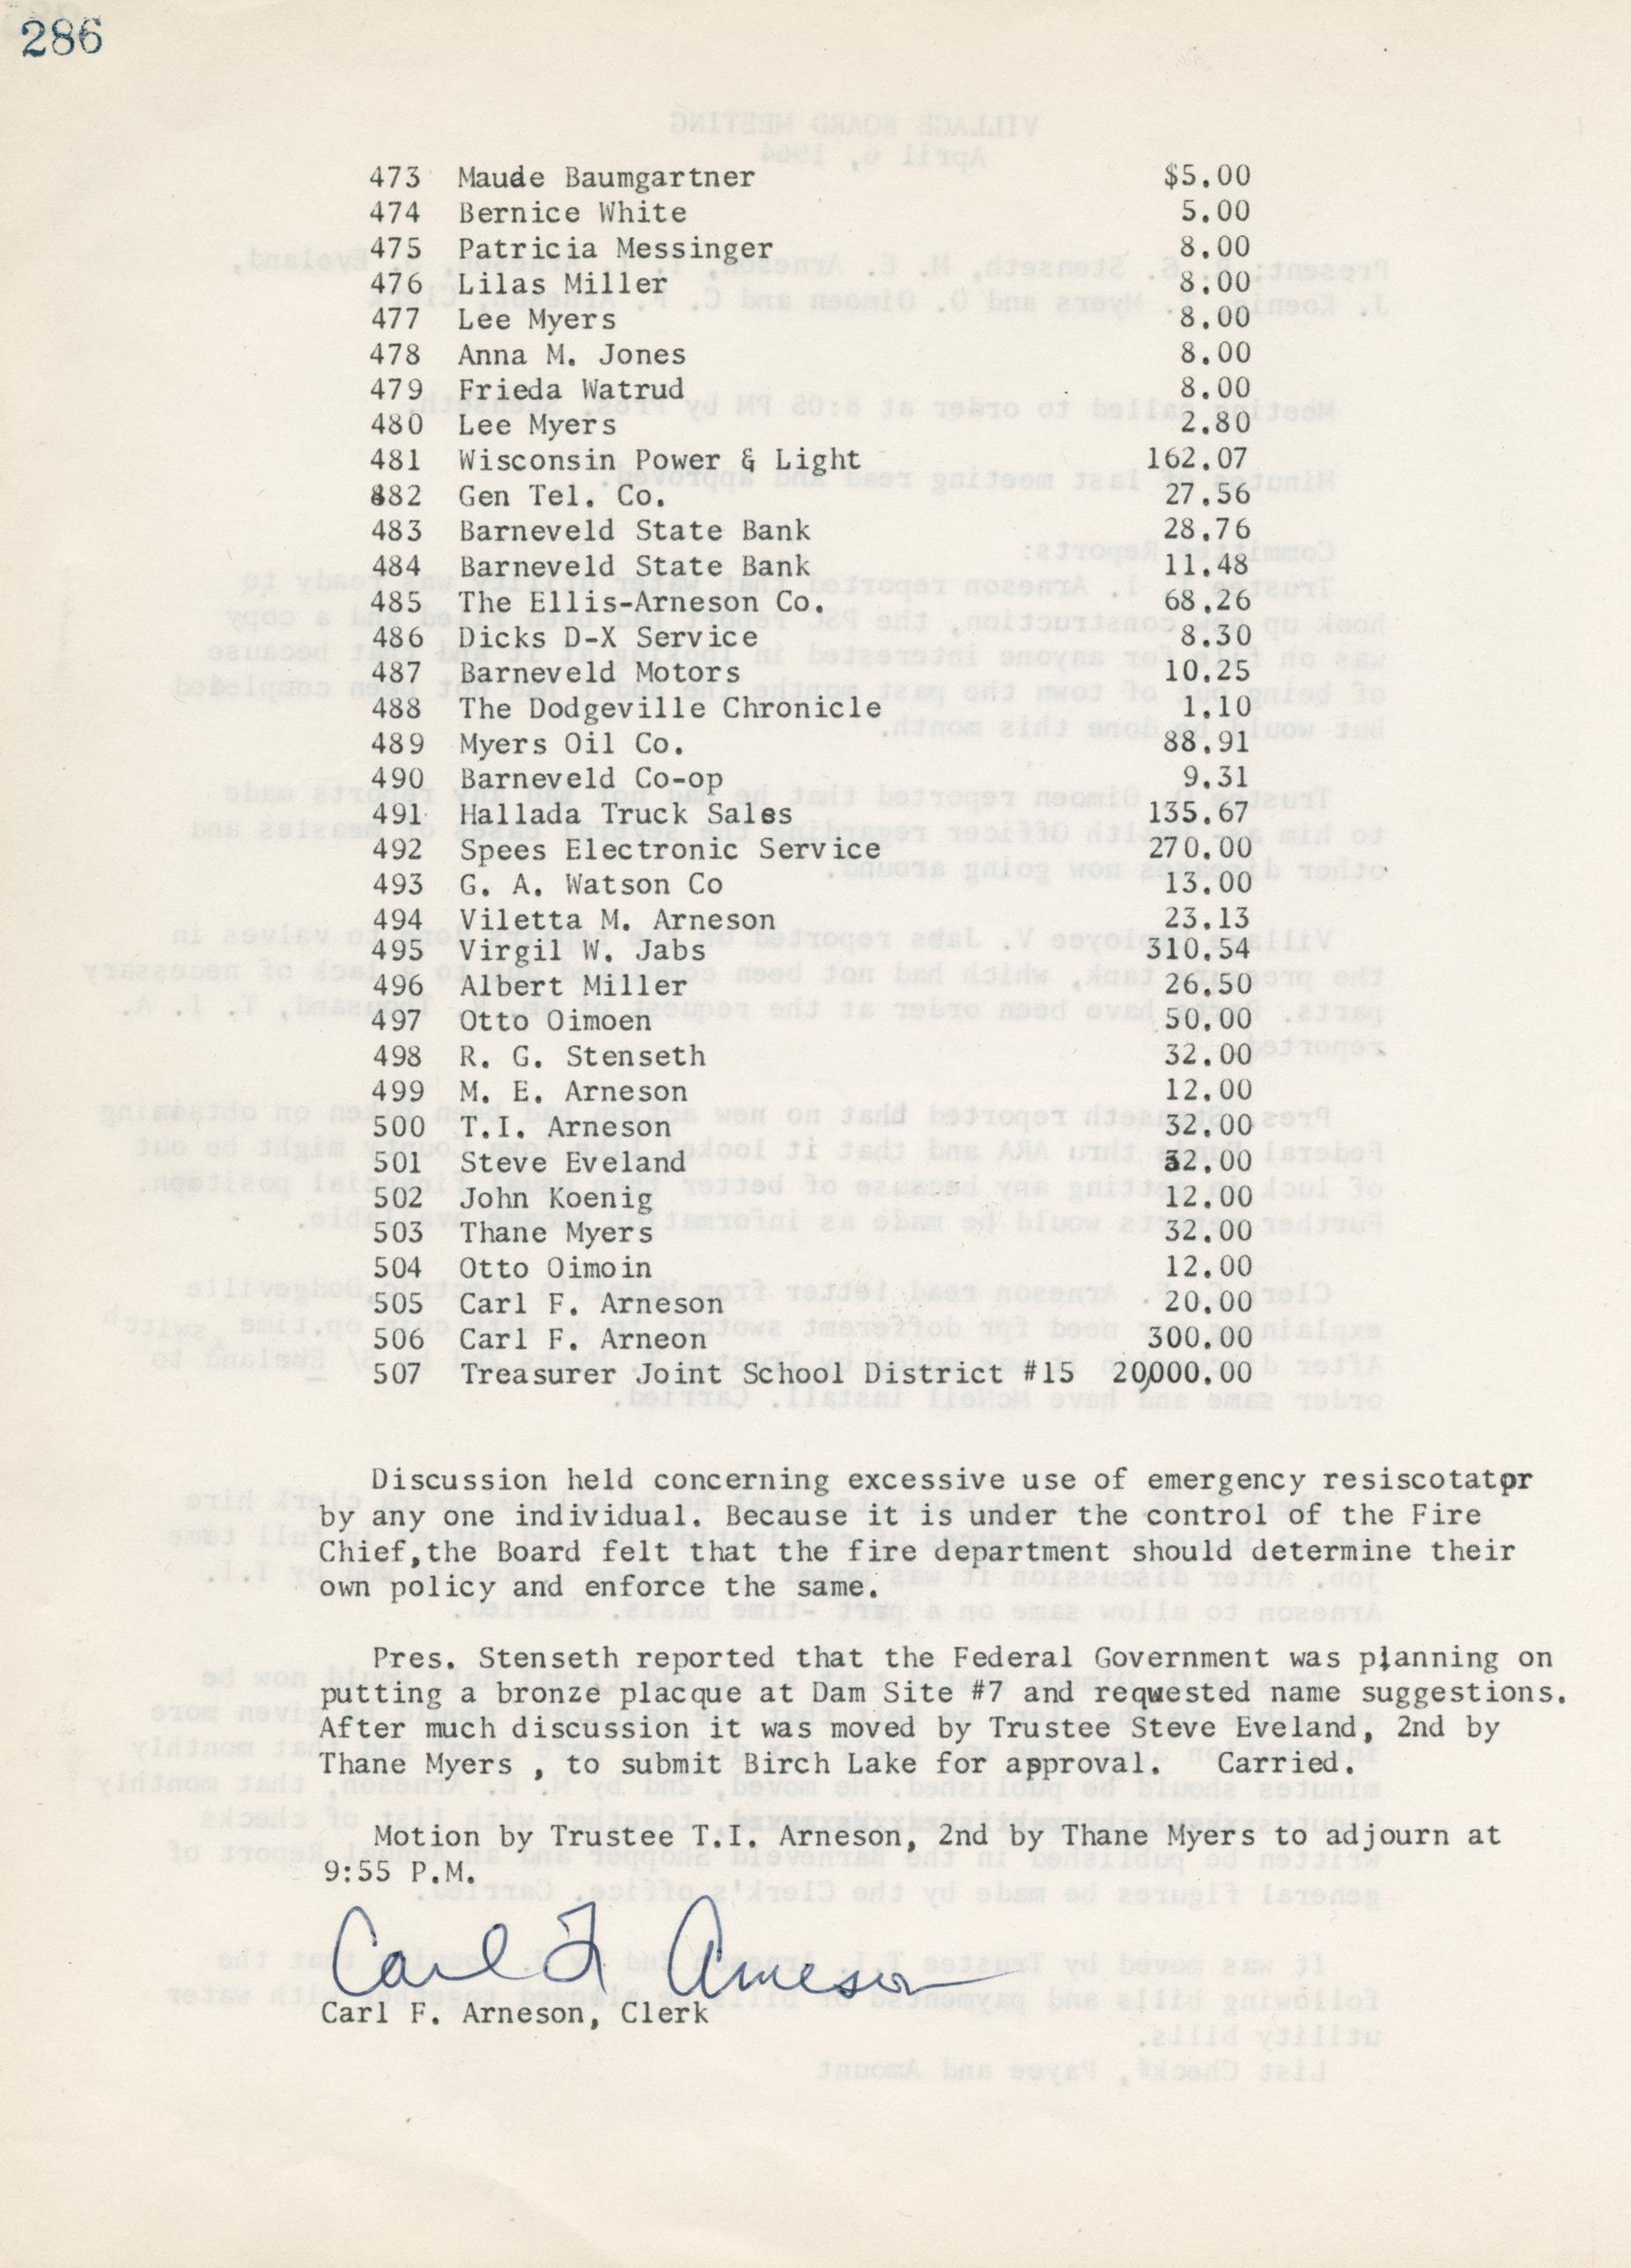 286
473 Maude Baumgartner $5.00
474 Bernice White 5.00
475 Patricia Messinger 8.00
476 Lilas Miller 8.00
477 Lee Myers 8.00
478 Anna M. Jones 8.00
479 Frieda Watrud 8.00
480 Lee Myers 2.80
481 Wisconsin Power & Light 162.07
482 Gen Tel. Co. 27.56
483 Barneveld State Bank 28.76
484 Barneveld State Bank 11.48
485 The Ellis-Arneson Co. 68.26
486 Dicks D-X Service 8.30
487 Barneveld Motors 10.25
488 The Dodgeville Chronicle 1.10
489 Myers Oil Co. 88.91
490 Barneveld Co-op 9.31
491 Hallada Truck Sales 135.67
492 Spees Electronic Service 270.00
493 G. A. Watson Co 13.00
494 Viletta M. Arneson 23.13
495 Virgil W. Jabs 310.54
496 Albert Miller 26.50
497 Otto Oimoen 50.00
498 R. G. Stenseth 32.00
499 M. E. Arneson 12.00
500 T.I. Arneson 32.00
501 Steve Eveland 32.00
502 John Koenig 12.00
503 Thane Myers 32.00
504 Otto Oimoin 12.00
505 Carl F. Arneson 20.00
506 Carl F. Arneon 300.00
507 Treasurer Joint School District #15 20,000.00
Discussion held concerning excessive use of emergency resiscotator
by any one individual. Because it is under the control of the Fire
Chief,the Board felt that the fire department should determine their
own policy and enforce the same.
Pres. Stenseth reported that the Federal Government was planning on
putting a bronze placque at Dam Site #7 and requested name suggestions.
After much discussion it was moved by Trustee Steve Eveland, 2nd by
Thane Myers , to submit Birch Lake for approval. Carried.
Motion by Trustee T.I. Arneson, 2nd by Thane Myers to adjourn at
9:55 P.M.
Carl F Arneson
Carl F. Arneson, Clerk